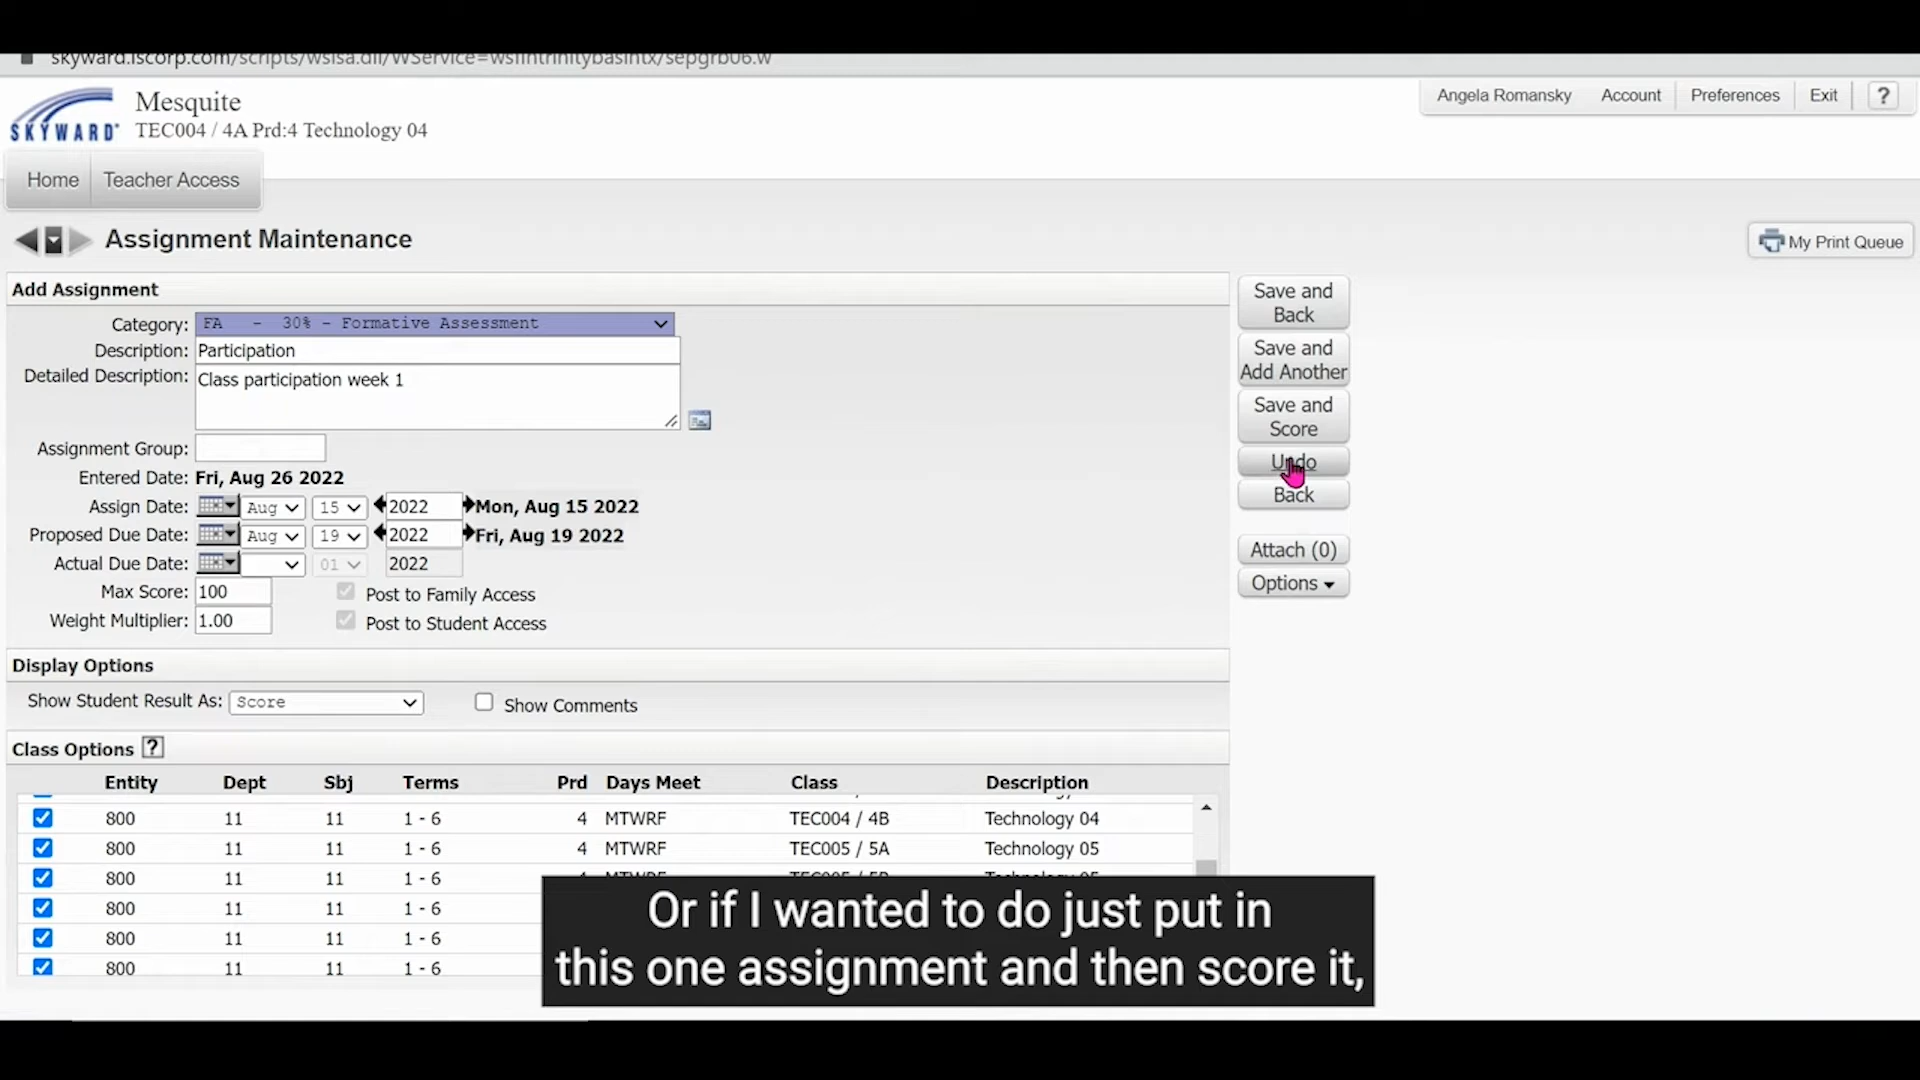 skyward.iscorp.com/scripts/wsisa.dll/WService=wsfintrinitybasintx/sepgrb06.w
SKYWARD
Mesquite
TEC004 / 4A Prd:4 Technology 04
Angela Romansky Account Preferences Exit ?
Home Teacher Access
Assignment Maintenance
My Print Queue
Add Assignment
Category: FA - 30% - Formative Assessment
Description: Participation
Detailed Description: Class participation week 1
Assignment Group:
Entered Date: Fri, Aug 26 2022
Assign Date: Aug 15 2022 Mon, Aug 15 2022
Proposed Due Date: Aug 19 2022 Fri, Aug 19 2022
Actual Due Date: 01 2022
Max Score: 100 Post to Family Access
Weight Multiplier: 1.00 Post to Student Access
Save and
Back
Save and
Add Another
Save and
Score
Undo
Back
Attach (0)
Options
Display Options
Show Student Result As: Score Show Comments
Class Options ?
Entity Dept Sbj Terms Prd Days Meet Class Description
800 11 11 1 - 6 4 MTWRF TEC004 / 4B Technology 04
800 11 11 1 - 6 4 MTWRF TEC005 / 5A Technology 05
800 11 11 1 - 6
800 11 11 1 - 6
800 11 11 1 - 6
800 11 11 1 - 6
Or if I wanted to do just put in
this one assignment and then score it,